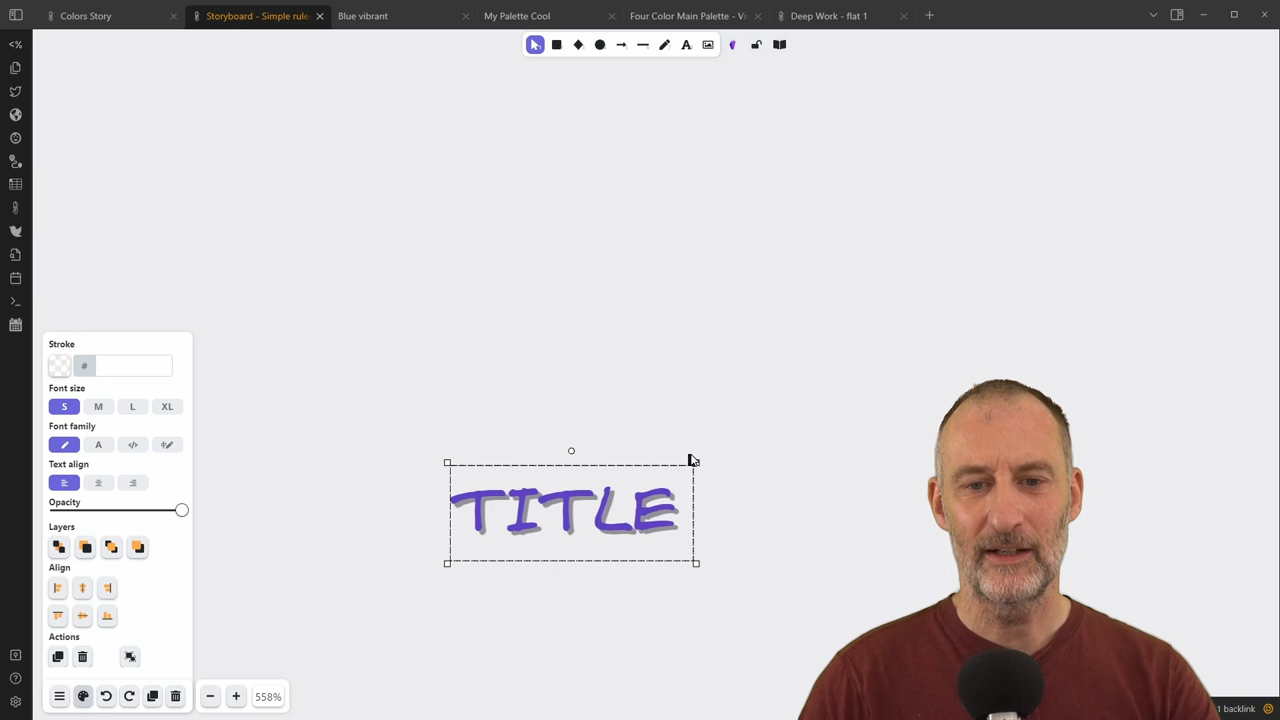 Colors Story
Storyboard - Simple rule
Blue vibrant
My Palette Cool
Four Color Main Palette - Vi
Deep Work - flat 1
Stroke
#
Font size
S M L XL
Font family
A </>
Text align
Opacity
Layers
Align
Actions
558%
TITLE
1 backlink